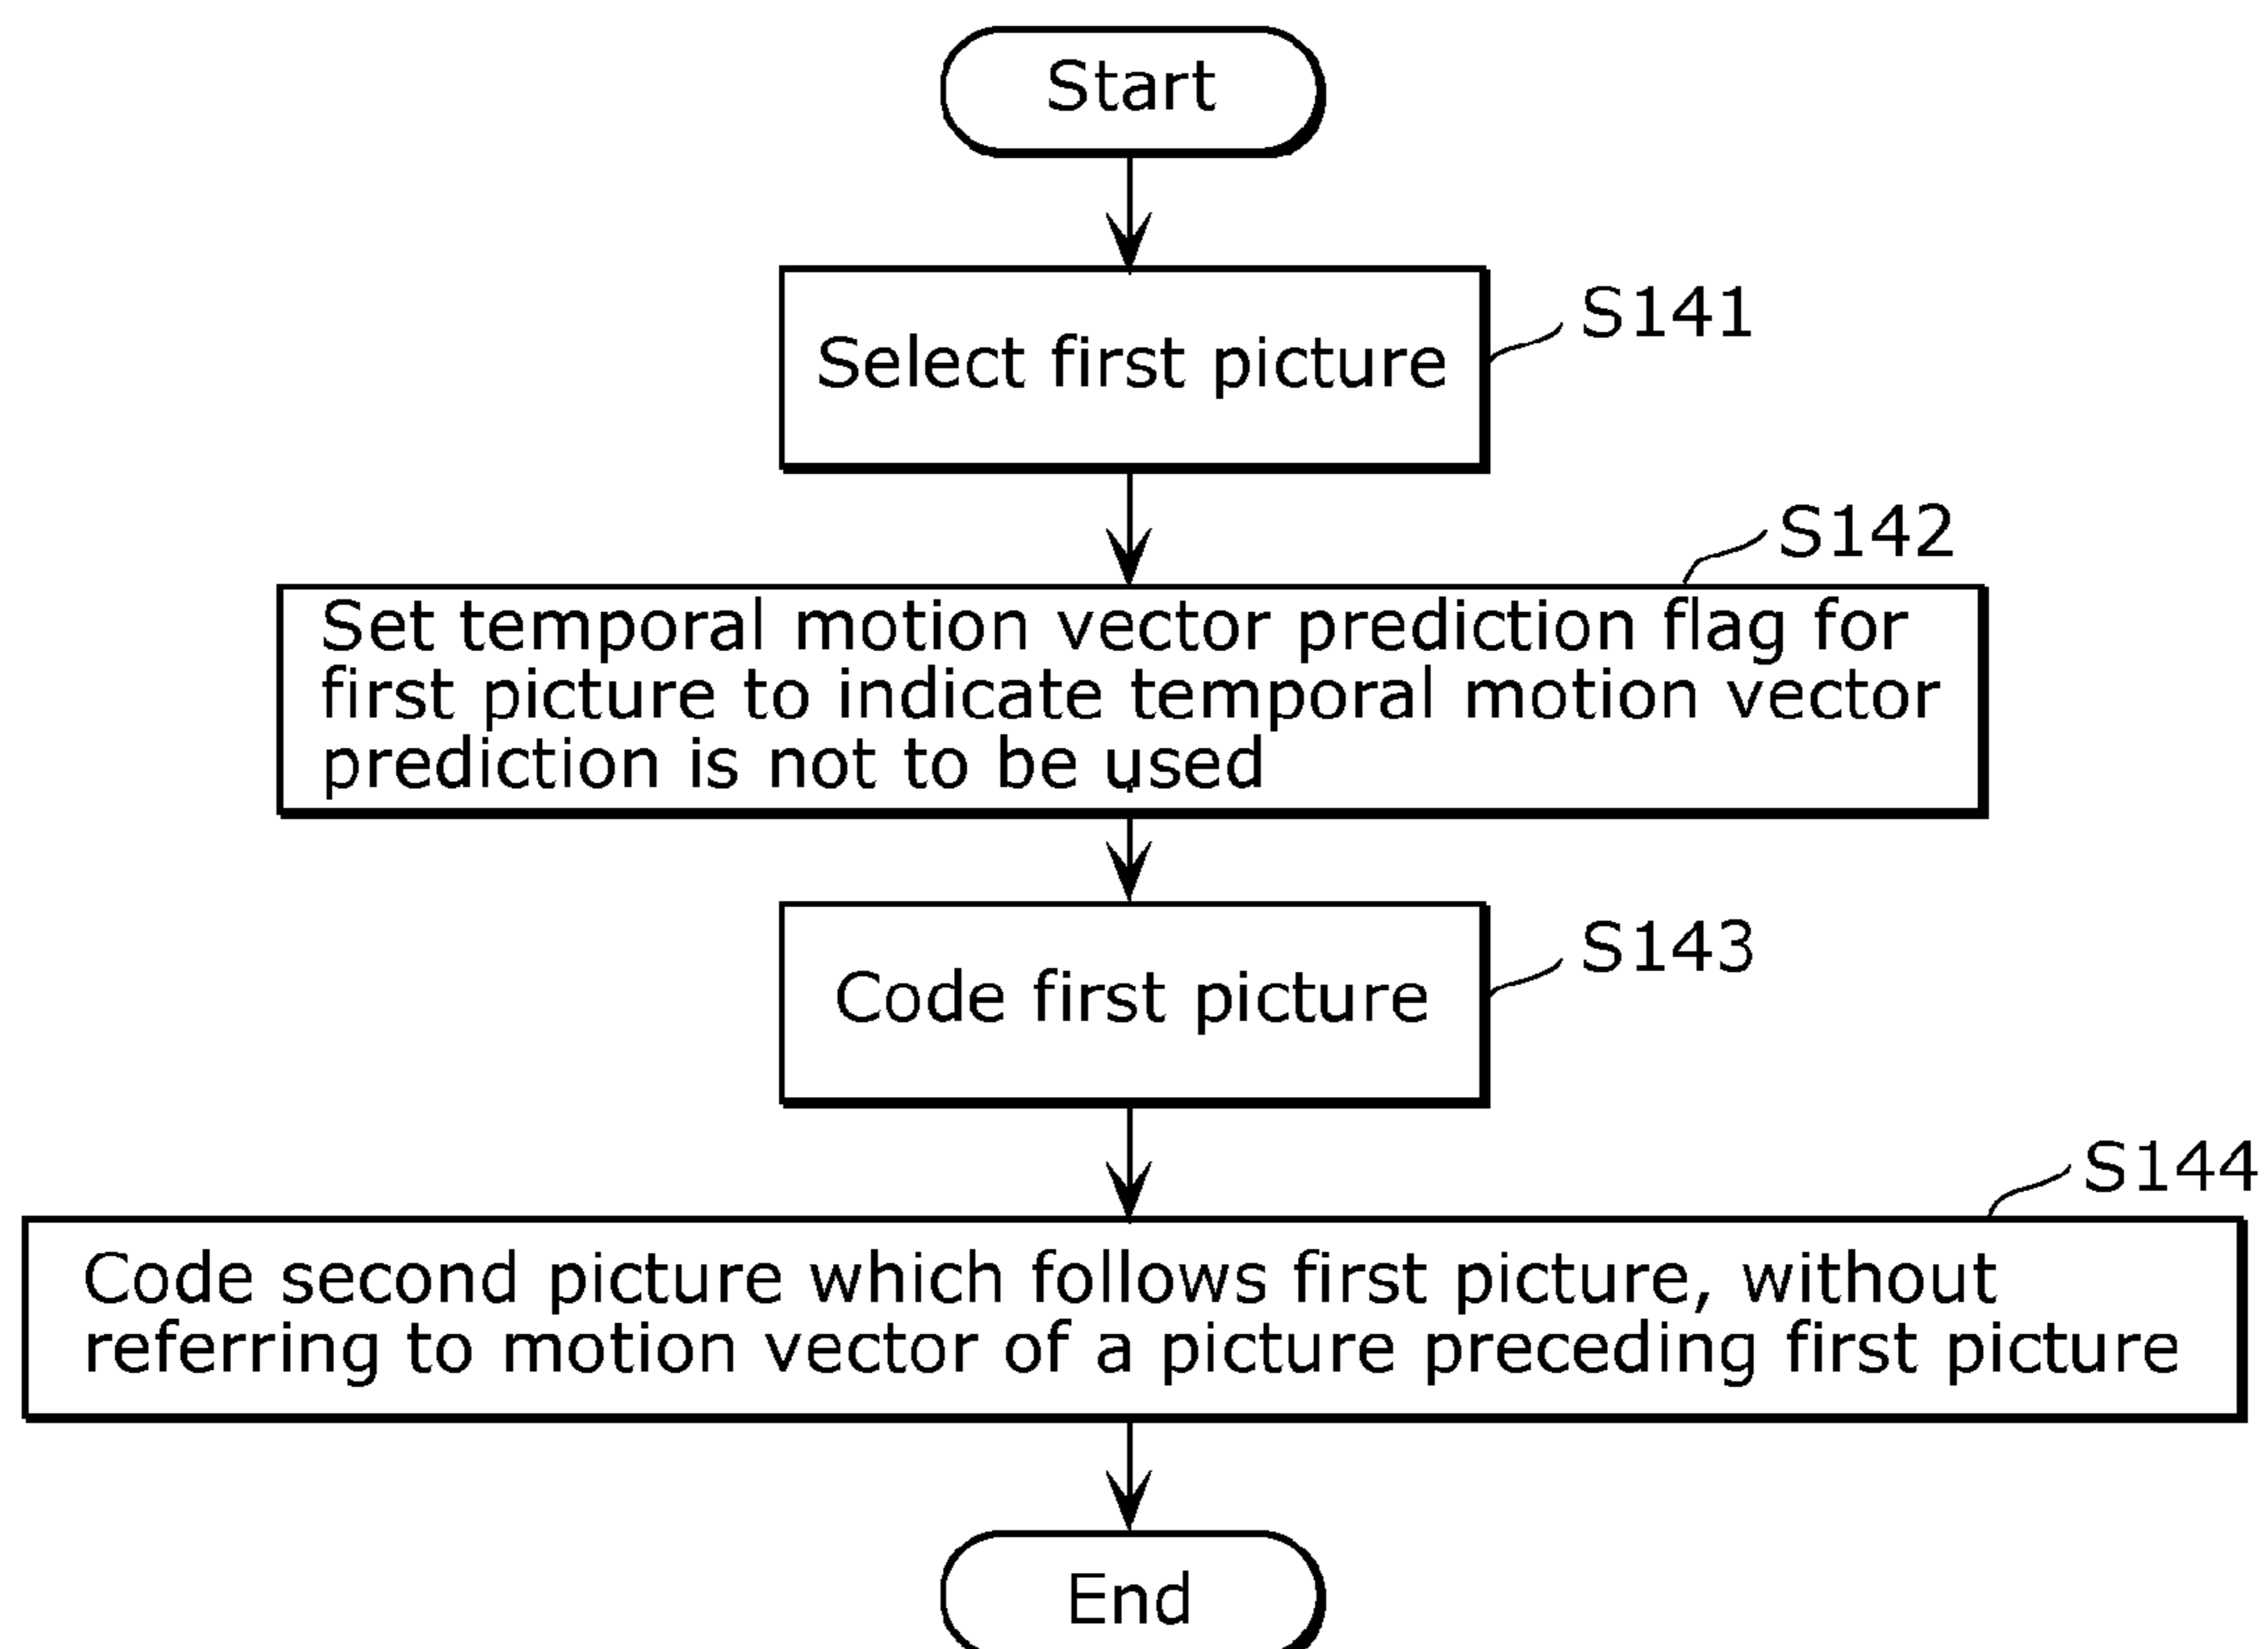 Start
S141
Select first picture
S142
Set temporal motion vector prediction flag for
first picture to indicate temporal motion vector
prediction is not to be used
S143
Code first picture
S144
Code second picture which follows first picture, without
referring to motion vector of a picture preceding first picture
End